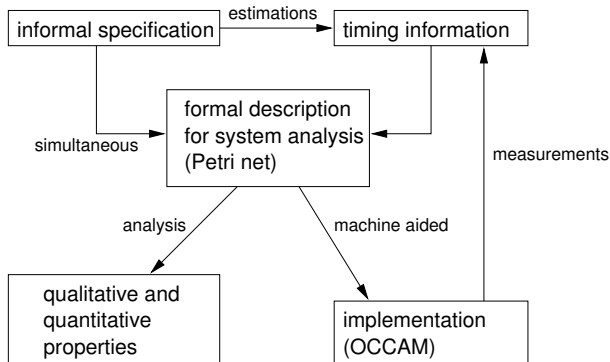 estimations
informal specification
timing information
formal description
for system analysis
(Petri net)
simultaneous
measurements
analysis
machine aided
qualitative and
quantitative
properties
implementation
(OCCAM)